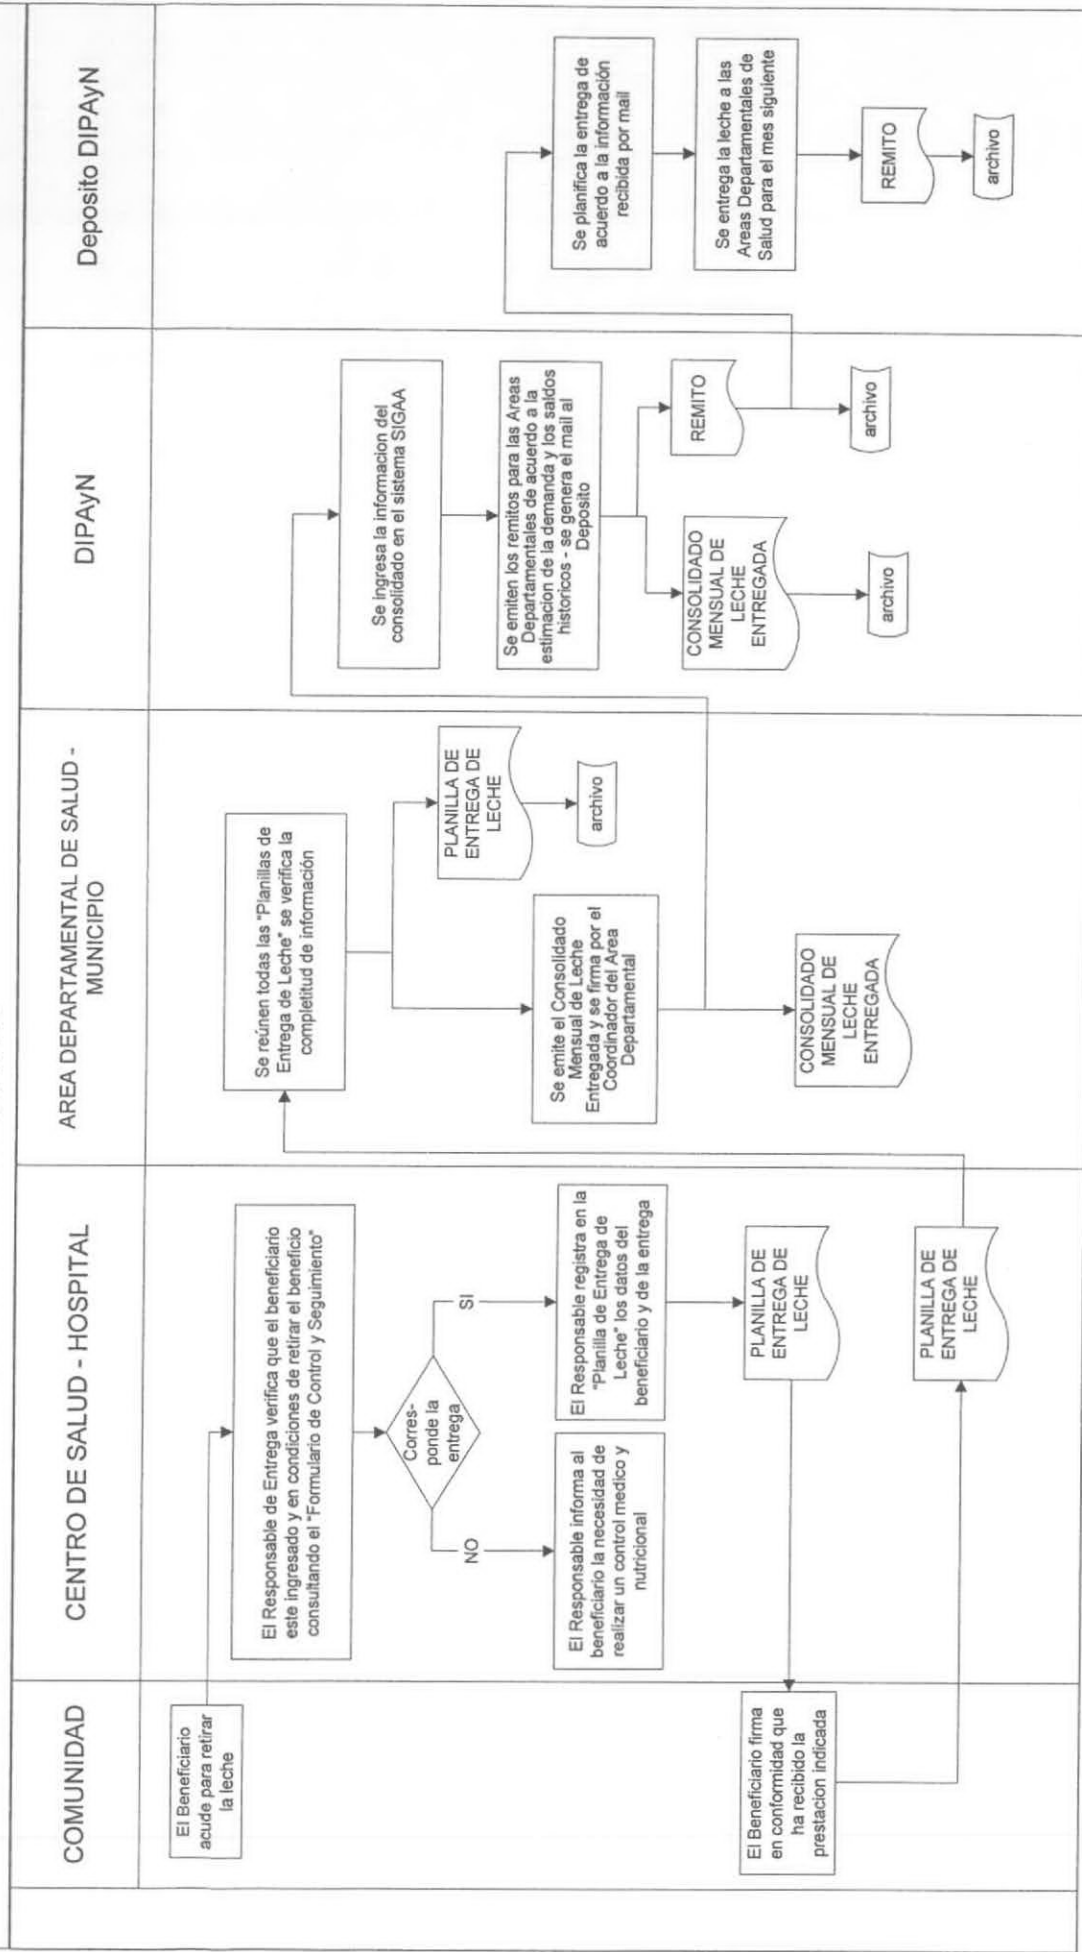 COMUNIDAD
El Beneficiario
acude para retirar
la leche
El Beneficiario firma
en conformidad que
ha recibido la
prestacion indicada
CENTRO DE SALUD - HOSPITAL
El Responsable de Entrega verifica que el beneficiario
este ingresado y en condiciones de retirar el beneficio
consultando el "Formulario de Control y Seguimiento"
Corres-
ponde la
entrega
NO
SI
El Responsable informa al
beneficiario la necesidad de
realizar un control medico y
nutricional
El Responsable registra en la
"Planilla de Entrega de
Leche" los datos del
beneficiario y de la entrega
PLANILLA DE
ENTREGA DE
LECHE
PLANILLA DE
ENTREGA DE
LECHE
AREA DEPARTAMENTAL DE SALUD -
MUNICIPIO
Se reúnen todas las "Planillas de
Entrega de Leche" se verifica la
completitud de información
PLANILLA DE
ENTREGA DE
LECHE
archivo
Se emite el Consolidado
Mensual de Leche
Entregada y se firma por el
Coordinador del Area
Departamental
CONSOLIDADO
MENSUAL DE
LECHE
ENTREGADA
DIPAyN
Se ingresa la informacion del
consolidado en el sistema SIGAA
Se emiten los remitos para las Areas
Departamentales de acuerdo a la
estimacion de la demanda y los saldos
historicos - se genera el mail al
Deposito
CONSOLIDADO
MENSUAL DE
LECHE
ENTREGADA
archivo
REMITO
archivo
Deposito DIPAyN
Se planifica la entrega de
acuerdo a la información
recibida por mail
Se entrega la leche a las
Areas Departamentales de
Salud para el mes siguiente
REMITO
archivo